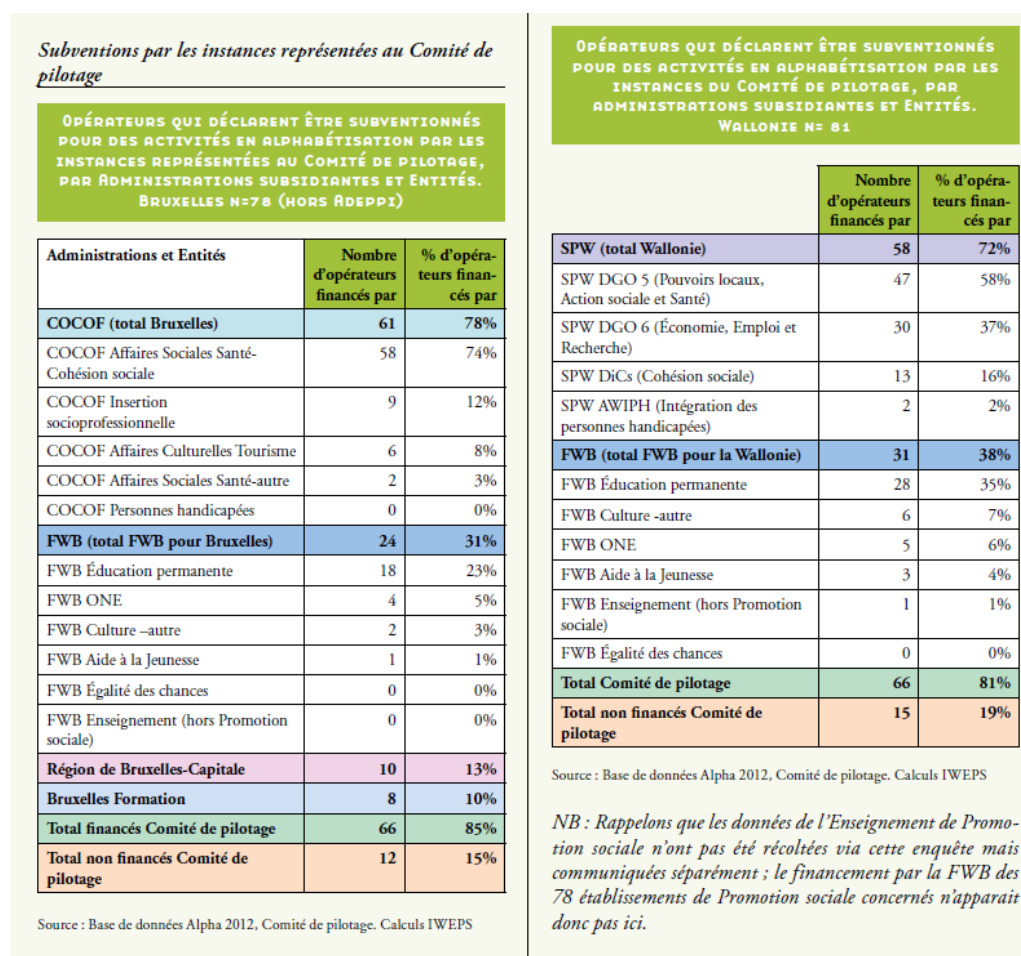 Subventions par les instances représentées au Comité de
pilotage
Opérateurs qui déclarent être subventionnés
pour des activités en alphabétisation par les
instances représentées au Comité de pilotage,
par Administrations subsidiantes et Entités.
Bruxelles n=78 (hors Adeppi)
Administrations et Entités
Nombre
d'opérateurs
financés par
% d'opéra-
teurs finan-
cés par
COCOF (total Bruxelles) 61 78%
COCOF Affaires Sociales Santé-
Cohésion sociale 58 74%
COCOF Insertion
socioprofessionnelle 9 12%
COCOF Affaires Culturelles Tourisme 6 8%
COCOF Affaires Sociales Santé-autre 2 3%
COCOF Personnes handicapées 0 0%
FWB (total FWB pour Bruxelles) 24 31%
FWB Éducation permanente 18 23%
FWB ONE 4 5%
FWB Culture –autre 2 3%
FWB Aide à la Jeunesse 1 1%
FWB Égalité des chances 0 0%
FWB Enseignement (hors Promotion
sociale) 0 0%
Région de Bruxelles-Capitale 10 13%
Bruxelles Formation 8 10%
Total financés Comité de pilotage 66 85%
Total non financés Comité de
pilotage 12 15%
Source : Base de données Alpha 2012, Comité de pilotage. Calculs IWEPS
Opérateurs qui déclarent être subventionnés
pour des activités en alphabétisation par les
instances du Comité de pilotage, par
administrations subsidiantes et Entités.
Wallonie n= 81
Nombre
d'opérateurs
financés par
% d'opéra-
teurs finan-
cés par
SPW (total Wallonie) 58 72%
SPW DGO 5 (Pouvoirs locaux,
Action sociale et Santé) 47 58%
SPW DGO 6 (Économie, Emploi et
Recherche) 30 37%
SPW DiCs (Cohésion sociale) 13 16%
SPW AWIPH (Intégration des
personnes handicapées) 2 2%
FWB (total FWB pour la Wallonie) 31 38%
FWB Éducation permanente 28 35%
FWB Culture -autre 6 7%
FWB ONE 5 6%
FWB Aide à la Jeunesse 3 4%
FWB Enseignement (hors Promotion
sociale) 1 1%
FWB Égalité des chances 0 0%
Total Comité de pilotage 66 81%
Total non financés Comité de
pilotage 15 19%
Source : Base de données Alpha 2012, Comité de pilotage. Calculs IWEPS
NB : Rappelons que les données de l'Enseignement de Promo-
tion sociale n'ont pas été récoltées via cette enquête mais
communiquées séparément ; le financement par la FWB des
78 établissements de Promotion sociale concernés n'apparait
donc pas ici.